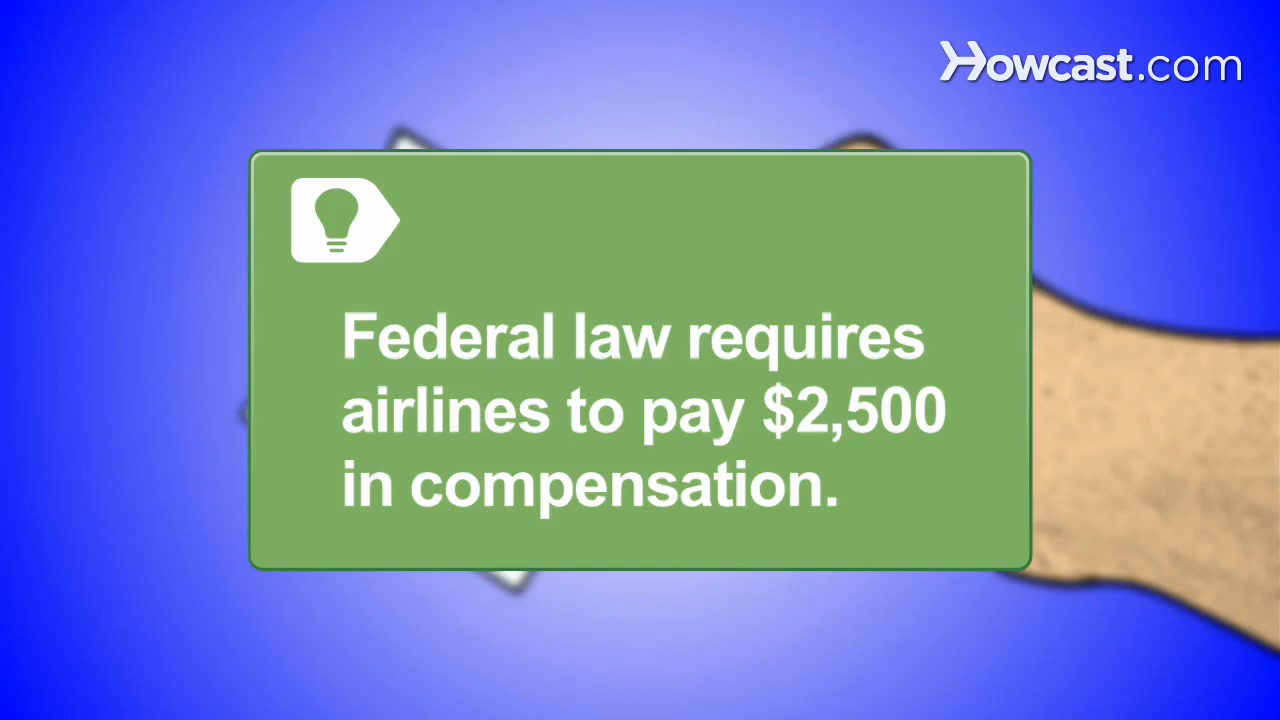 Howcast.com
Federal law requires
airlines to pay $2,500
in compensation.